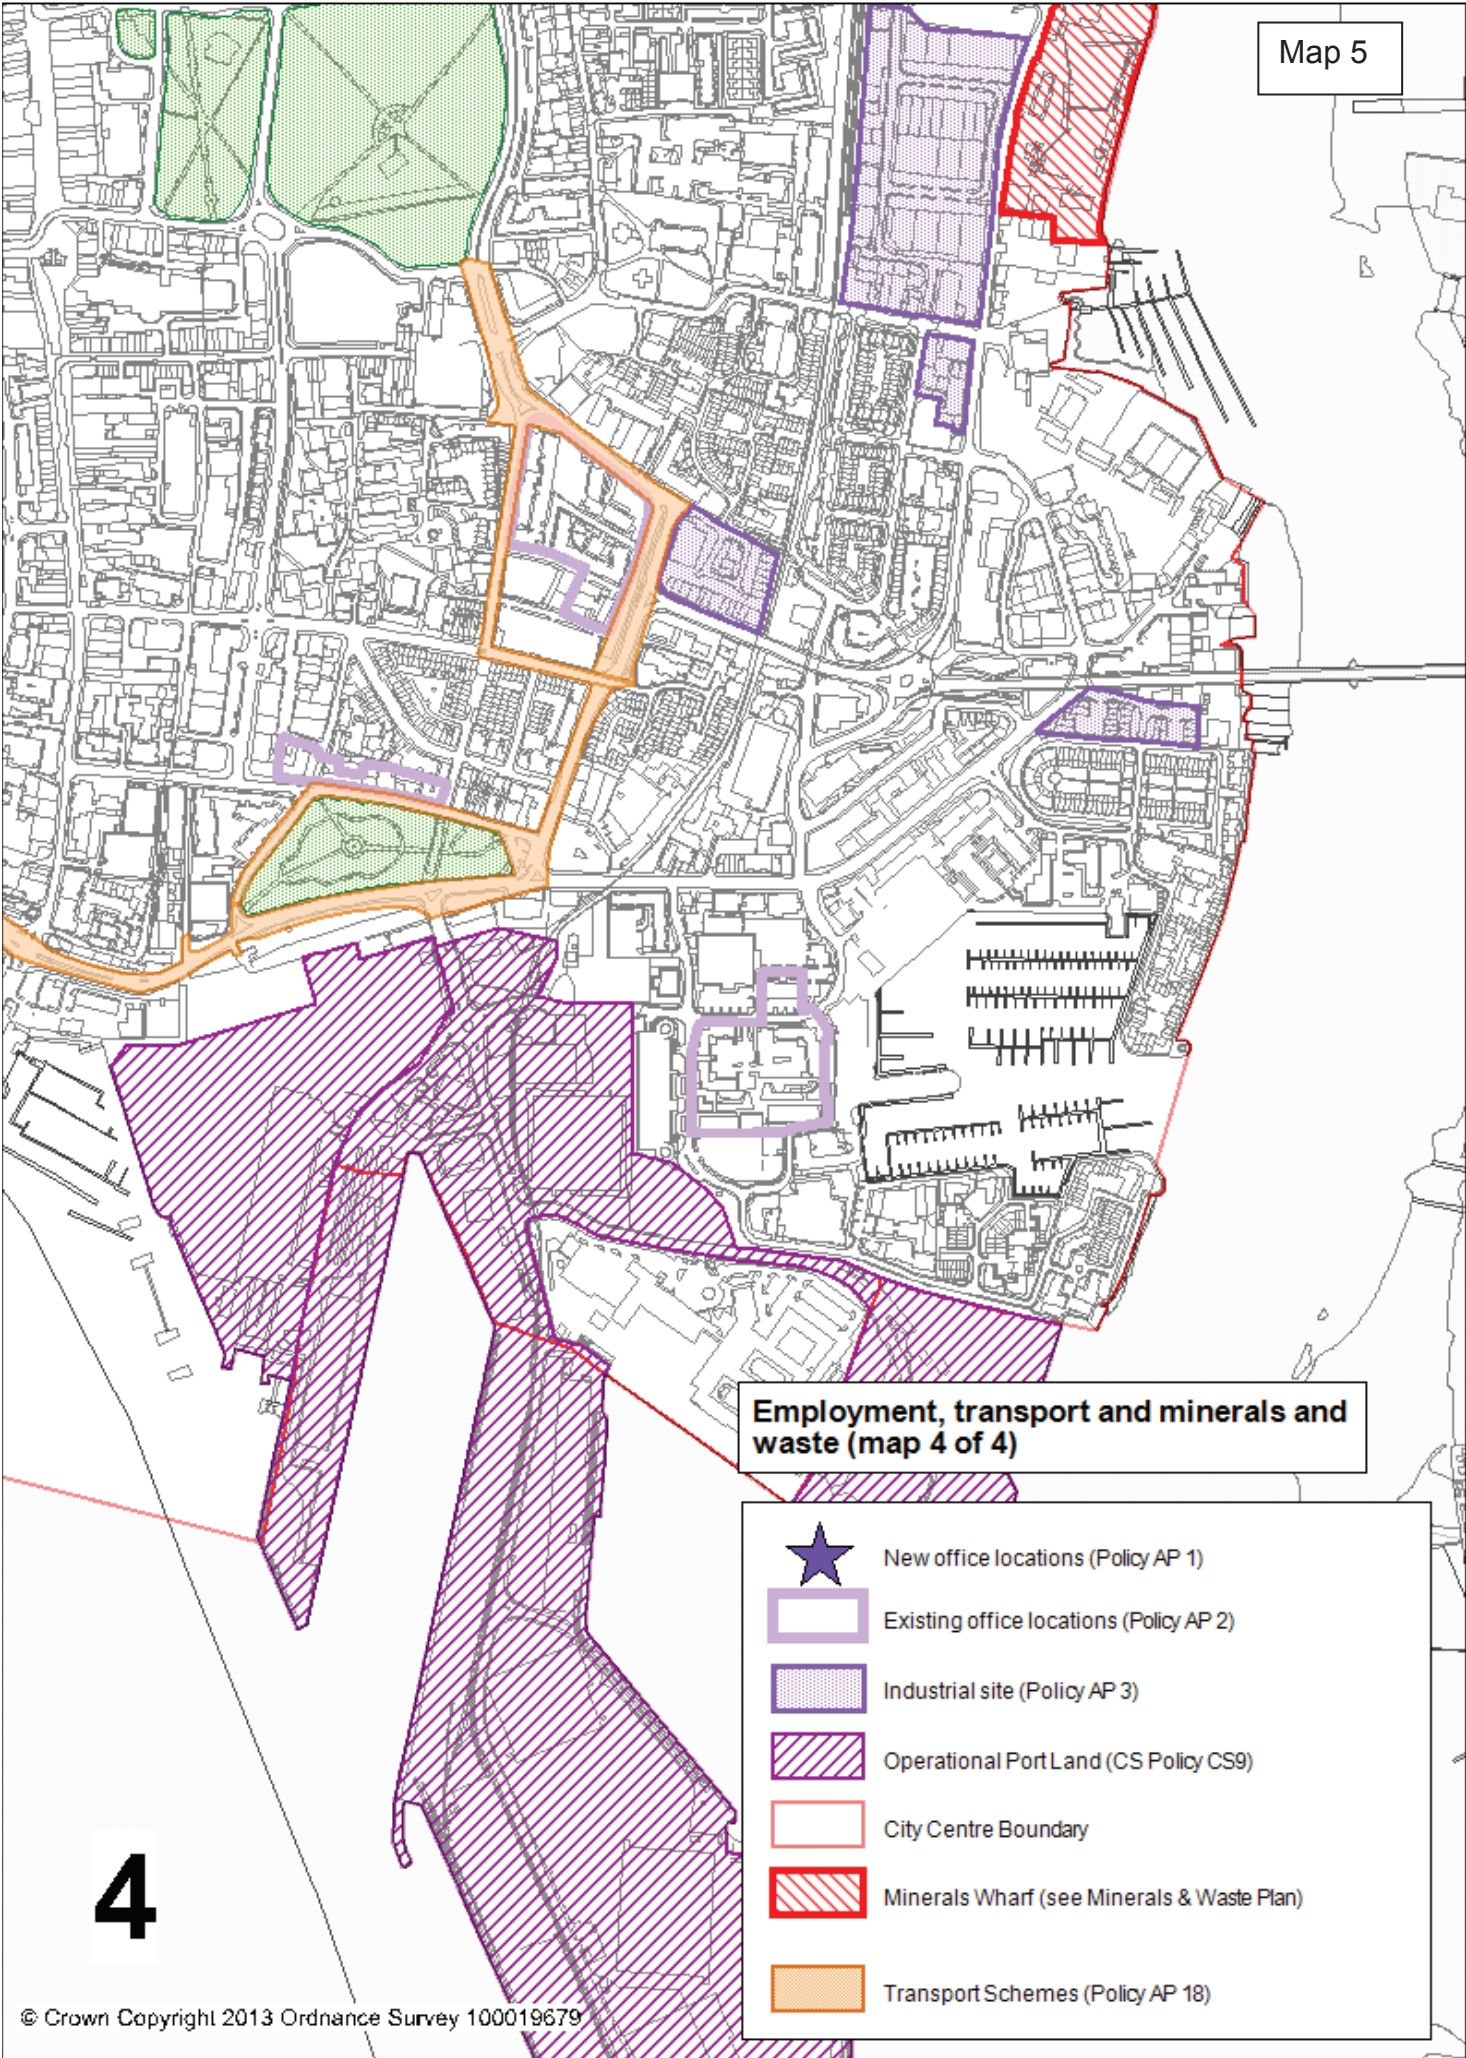 Map 5
Employment, transport and minerals and
waste (map 4 of 4)
New office locations (Policy AP 1)
Existing office locations (Policy AP 2)
Industrial site (Policy AP 3)
Operational Port Land (CS Policy CS9)
City Centre Boundary
Minerals Wharf (see Minerals & Waste Plan)
Transport Schemes (Policy AP 18)
4
© Crown Copyright 2013 Ordnance Survey 100019679